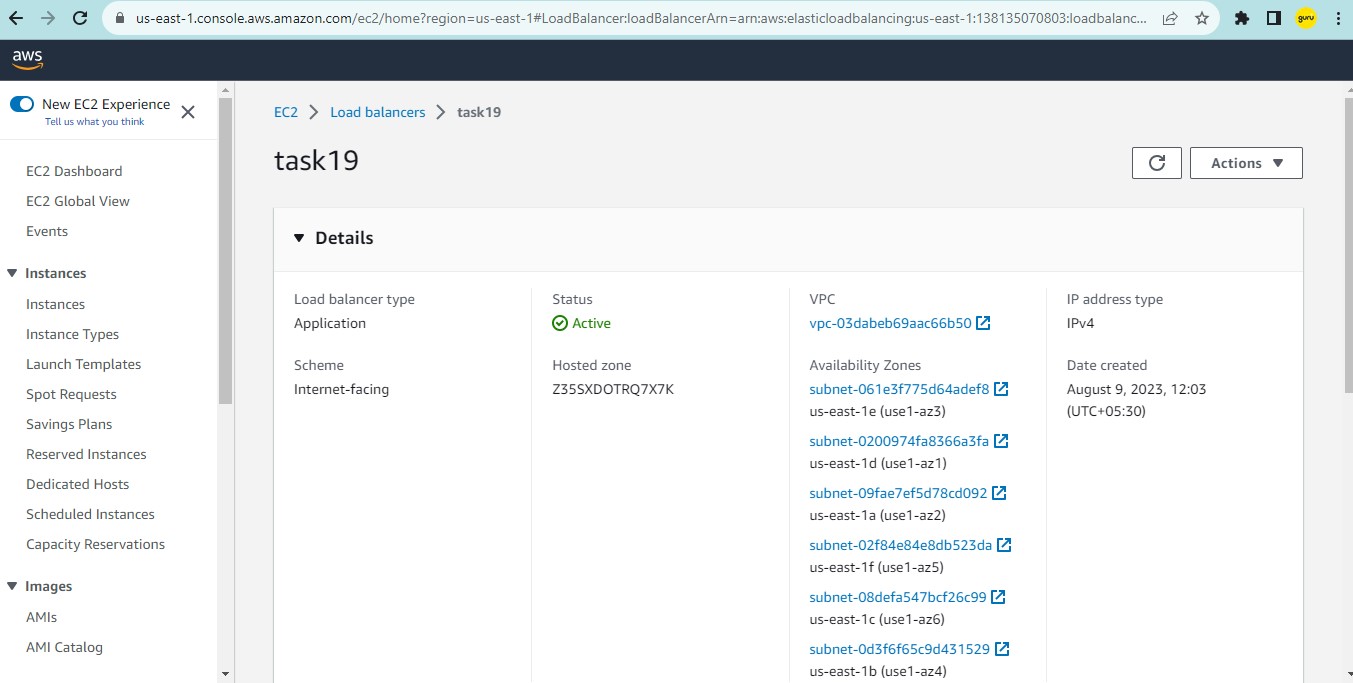 us-east-1.console.aws.amazon.com/ec2/home?region=us-east-1#LoadBalancer:loadBalancerArn=arn:aws:elasticloadbalancing:us-east-1:138135070803:loadbalanc...
guru
aws
New EC2 Experience
Tell us what you think
EC2 Dashboard
EC2 Global View
Events
Instances
Instances
Instance Types
Launch Templates
Spot Requests
Savings Plans
Reserved Instances
Dedicated Hosts
Scheduled Instances
Capacity Reservations
Images
AMIs
AMI Catalog
EC2 > Load balancers > task19
task19
Actions
Details
Load balancer type
Application
Scheme
Internet-facing
Status
Active
Hosted zone
Z35SXDOTRQ7X7K
VPC
vpc-03dabeb69aac66b50
Availability Zones
subnet-061e3f775d64adef8
us-east-1e (use1-az3)
subnet-0200974fa8366a3fa
us-east-1d (use1-az1)
subnet-09fae7ef5d78cd092
us-east-1a (use1-az2)
subnet-02f84e84e8db523da
us-east-1f (use1-az5)
subnet-08defa547bcf26c99
us-east-1c (use1-az6)
subnet-0d3f6f65c9d431529
us-east-1b (use1-az4)
IP address type
IPv4
Date created
August 9, 2023, 12:03
(UTC+05:30)